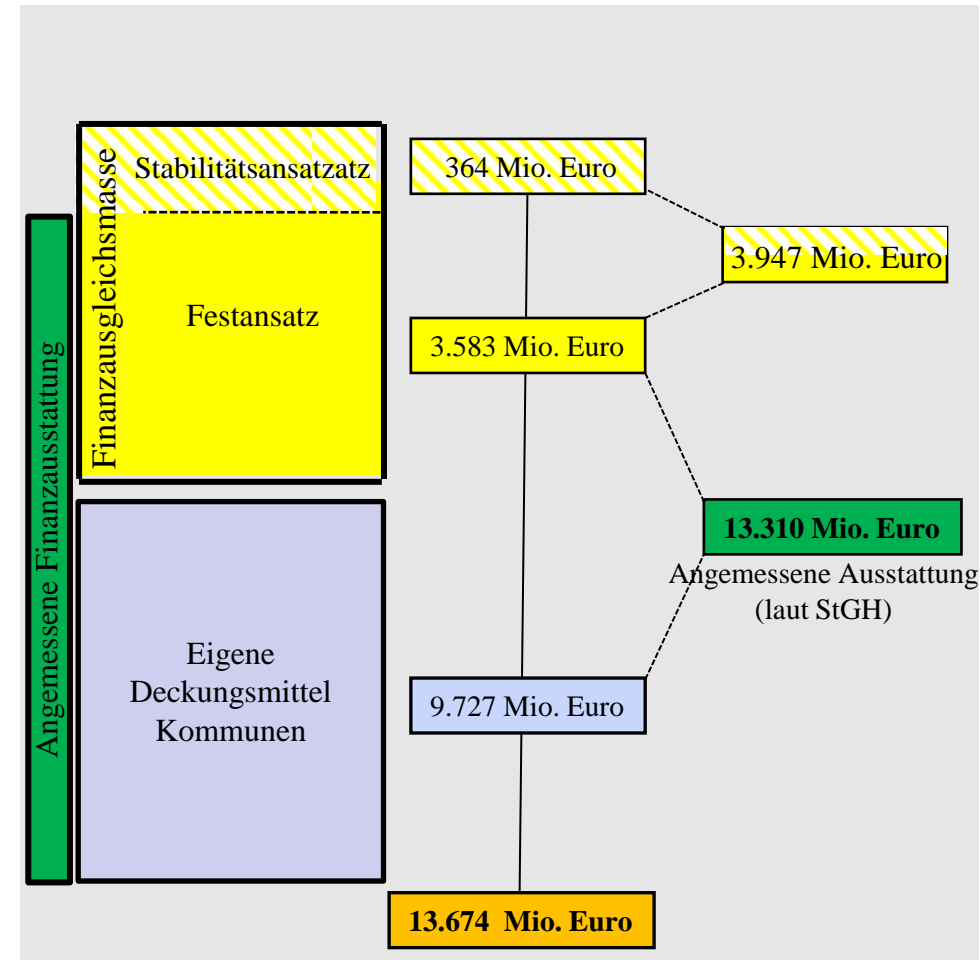 Angemessene Finanzausstattung
Finanzausgleichsmasse
Stabilitätsansatzatz
Festansatz
Eigene
Deckungsmittel
Kommunen
364 Mio. Euro
3.947 Mio. Euro
3.583 Mio. Euro
13.310 Mio. Euro
Angemessene Ausstattung
(laut StGH)
9.727 Mio. Euro
13.674 Mio. Euro